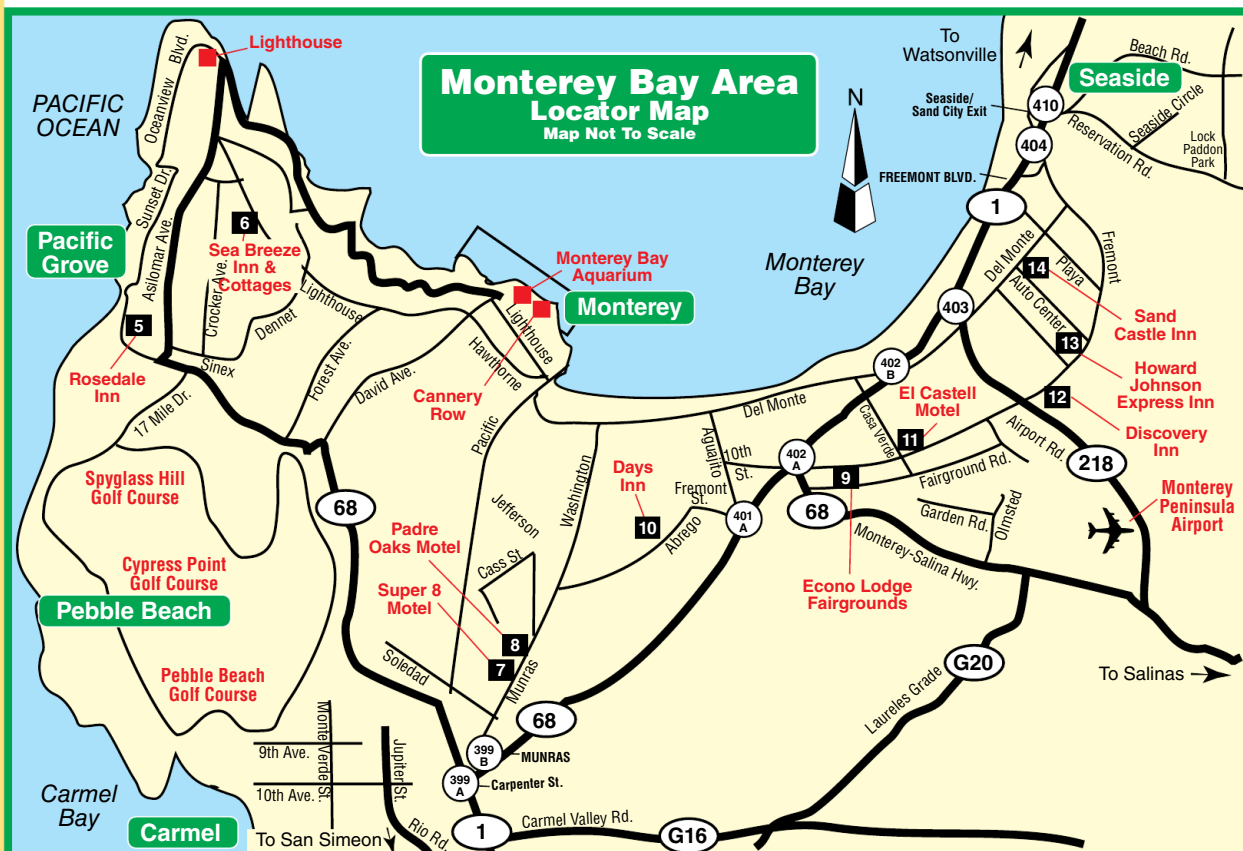 Monterey Bay Area
Locator Map
Map Not To Scale
Lighthouse
Oceanview Blvd.
PACIFIC
OCEAN
To
Watsonville
Beach Rd.
Seaside
Seaside/
Sand City Exit
410
Seaside Circle
Reservation Rd.
Lock
Paddon
Park
404
FREEMONT BLVD.
N
1
Sunset Dr.
Asilomar Ave.
Pacific
Grove
6
Sea Breeze
Inn &
Cottages
Crocker Ave.
Dennet
Lighthouse
Monterey Bay
Aquarium
Monterey
Monterey
Bay
Del Monte
Fremont
Playa
14
Auto Center
Sand
Castle Inn
403
5
Rosedale
Inn
Sinex
Forest Ave.
David Ave.
Lighthouse
Hawthorne
Cannery
Row
13
Howard
Johnson
Express Inn
402
B
El Castell
Motel
12
Discovery
Inn
17 Mile Dr.
Pacific
Del Monte
Casa Verde
11
Airport Rd.
Aguajito
10th
St.
402
A
9
Fairground Rd.
218
Spyglass Hill
Golf Course
68
Washington
Days
Inn
10
Fremont
St.
Abrego
401
A
68
Garden Rd.
Olmsted
Monterey
Peninsula
Airport
Jefferson
Padre
Oaks Motel
Cass St.
Monterey-Salina Hwy.
Cypress Point
Golf Course
Econo Lodge
Fairgrounds
Pebble Beach
Super 8
Motel
8
7
Munras
Soledad
Pebble Beach
Golf Course
G20
Laureles Grade
To Salinas
68
Monte Verde St.
Jupiter St.
9th Ave.
10th Ave.
399
B
MUNRAS
399
A
Carpenter St.
Carmel
Bay
Carmel
To San Simeon
Rio Rd.
1
Carmel Valley Rd.
G16